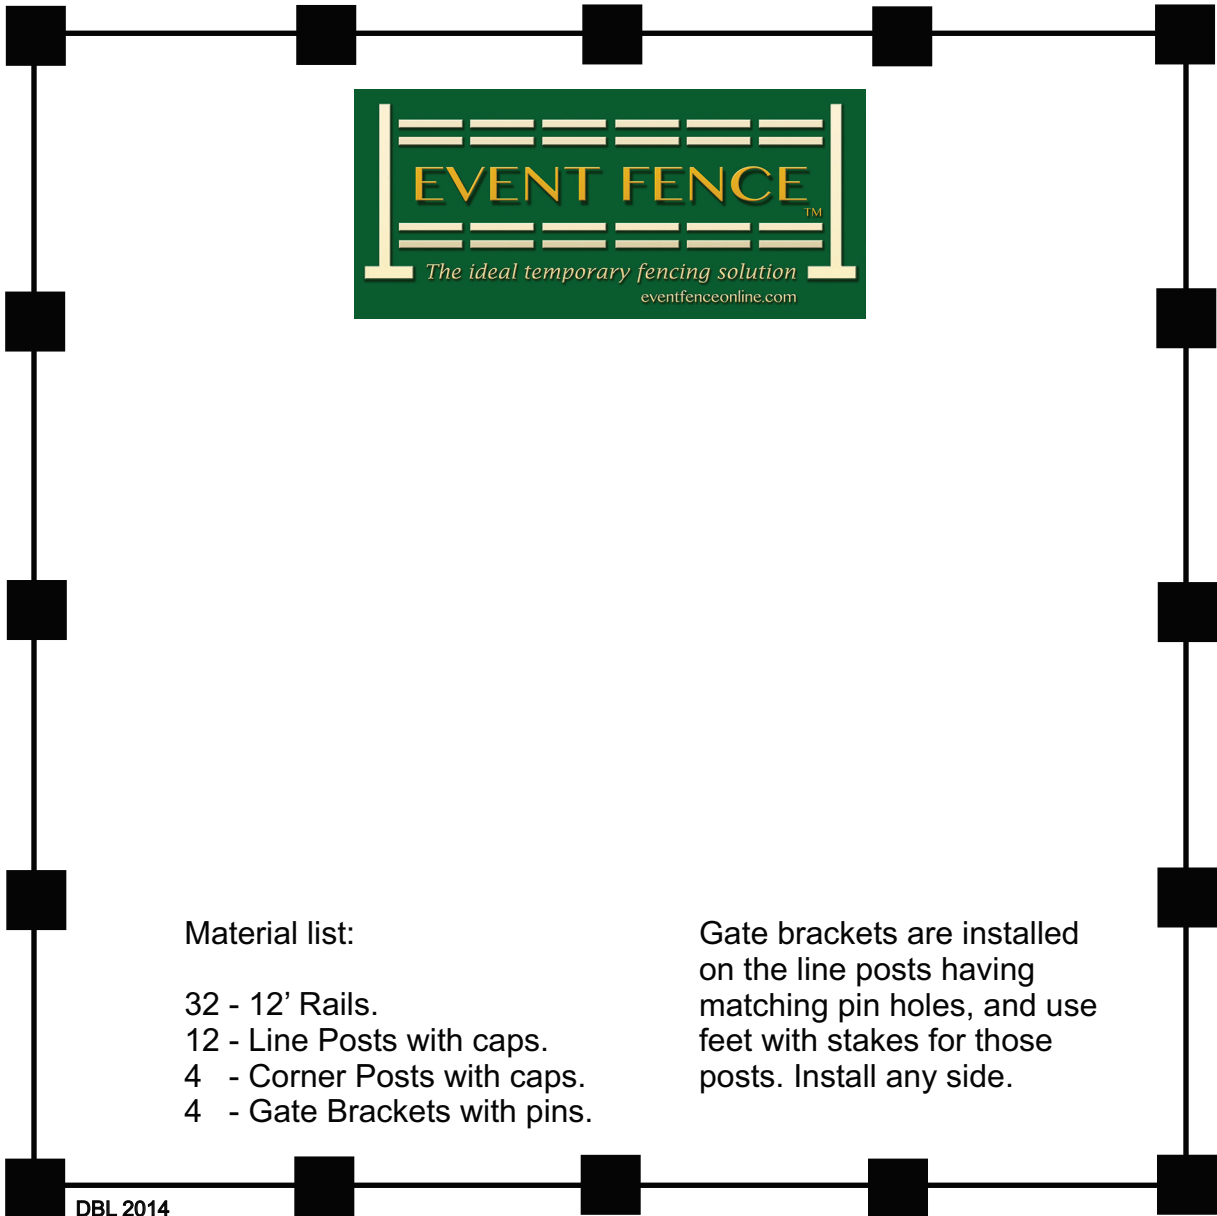 EVENT FENCE
TM
The ideal temporary fencing solution
eventfenceonline.com
Material list:
32 - 12’ Rails.
12 - Line Posts with caps.
4 - Corner Posts with caps.
4 - Gate Brackets with pins.
Gate brackets are installed
on the line posts having
matching pin holes, and use
feet with stakes for those
posts. Install any side.
DBL 2014